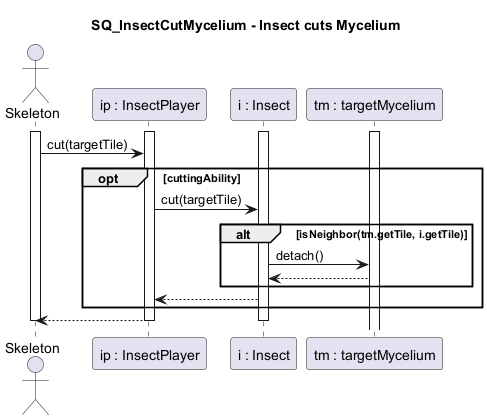 SQ_InsectCutMycelium - Insect cuts Mycelium
Skeleton
ip : InsectPlayer
i : Insect
tm : targetMycelium
cut(targetTile)
opt
[cuttingAbility]
cut(targetTile)
alt
[isNeighbor(tm.getTile, i.getTile)]
detach()
Skeleton
ip : InsectPlayer
i : Insect
tm : targetMycelium